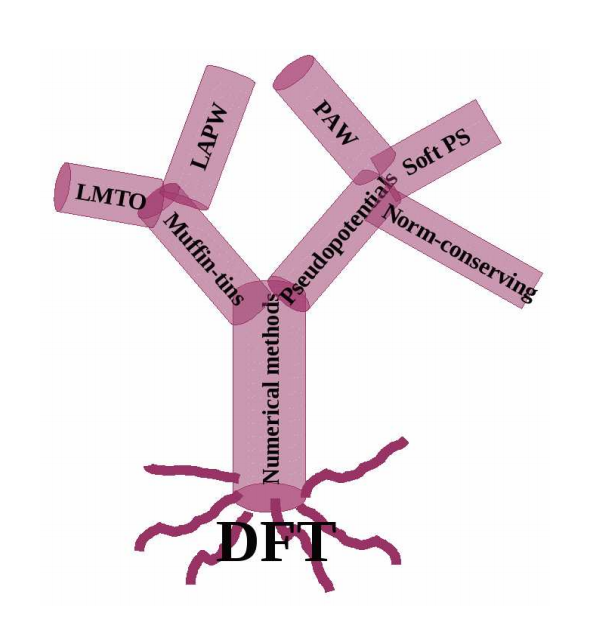 LAPW
PAW
Soft PS
LMTO
Muffin-tins
Pseudopotentials
Norm-conserving
Numerical methods
DFT